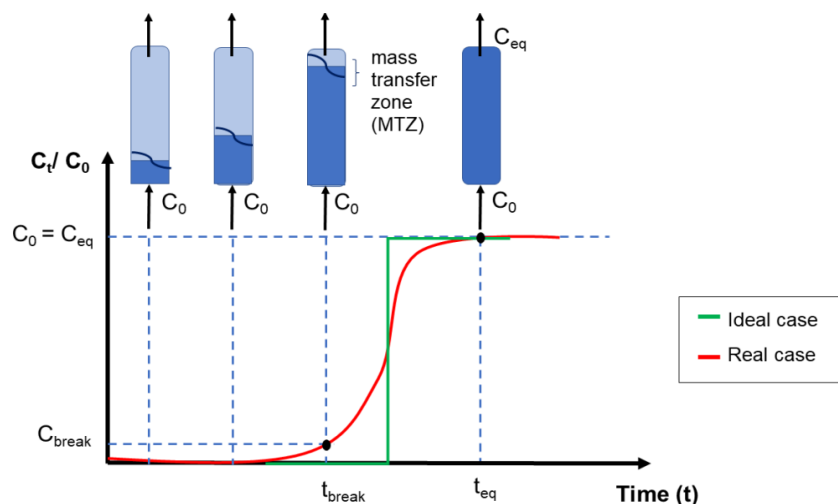 C_eq
mass
transfer
zone
(MTZ)
C_t/ C_0
C_0
C_0
C_0
C_0
C_0 = C_eq
Ideal case
Real case
C_break
t_break
t_eq
Time (t)